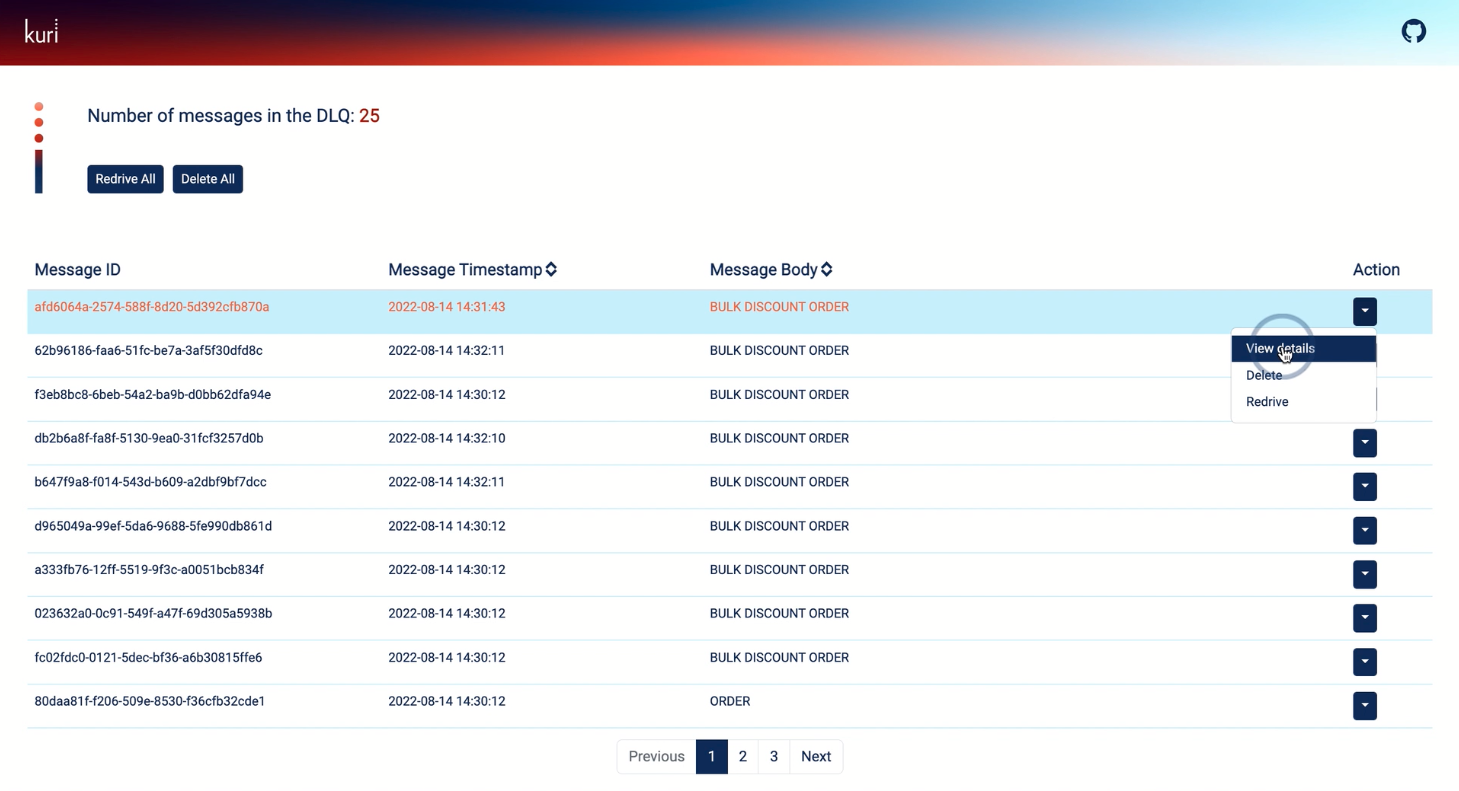 kuri
Number of messages in the DLQ: 25
Redrive All Delete All
Message ID Message Timestamp Message Body Action
afd6064a-2574-588f-8d20-5d392cfb870a 2022-08-14 14:31:43 BULK DISCOUNT ORDER
62b96186-faa6-51fc-be7a-3af5f30dfd8c 2022-08-14 14:32:11 BULK DISCOUNT ORDER
View details
f3eb8bc8-6beb-54a2-ba9b-d0bb62dfa94e 2022-08-14 14:30:12 BULK DISCOUNT ORDER
Delete
Redrive
db2b6a8f-fa8f-5130-9ea0-31fcf3257d0b 2022-08-14 14:32:10 BULK DISCOUNT ORDER
b647f9a8-f014-543d-b609-a2dbf9bf7dcc 2022-08-14 14:32:11 BULK DISCOUNT ORDER
d965049a-99ef-5da6-9688-5fe990db861d 2022-08-14 14:30:12 BULK DISCOUNT ORDER
a333fb76-12ff-5519-9f3c-a0051bcb834f 2022-08-14 14:30:12 BULK DISCOUNT ORDER
023632a0-0c91-549f-a47f-69d305a5938b 2022-08-14 14:30:12 BULK DISCOUNT ORDER
fc02fdc0-0121-5dec-bf36-a6b30815ffe6 2022-08-14 14:30:12 BULK DISCOUNT ORDER
80daa81f-f206-509e-8530-f36cfb32cde1 2022-08-14 14:30:12 ORDER
Previous 1 2 3 Next